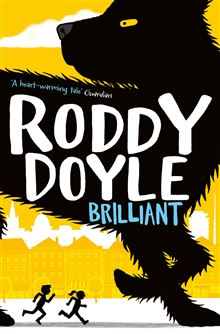 'A heart-warming tale' Guardian
RODDY
DOYLE
BRILLIANT